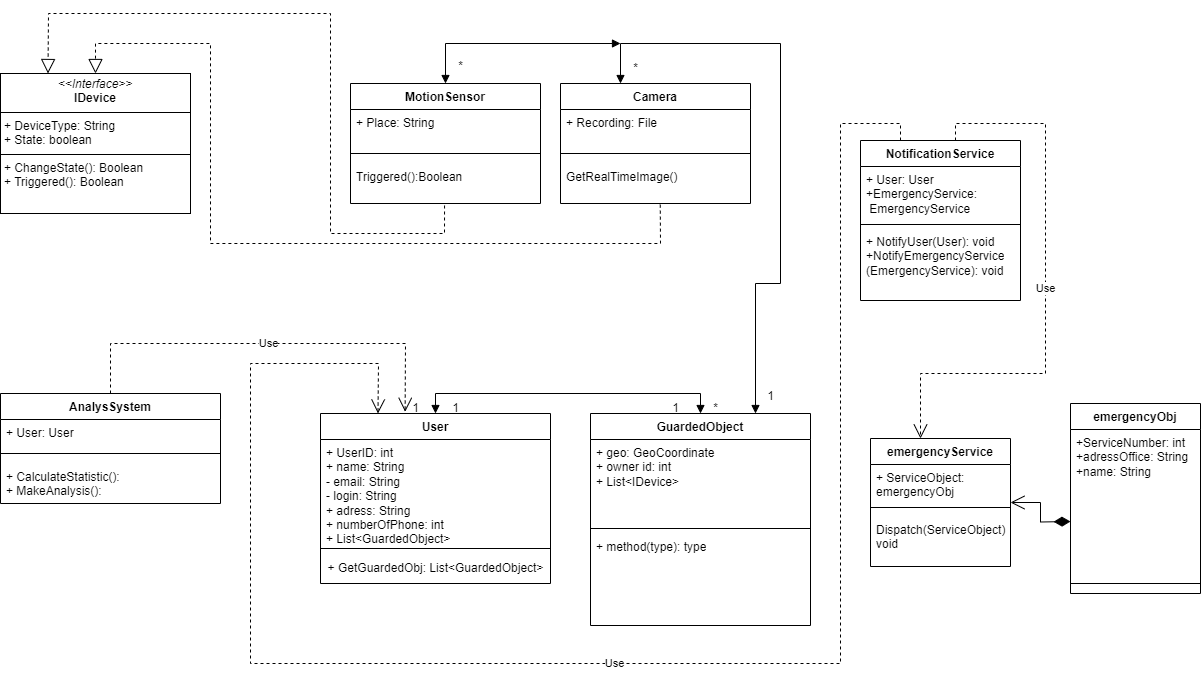 <<Interface>>
IDevice
+ DeviceType: String
+ State: boolean
+ ChangeState(): Boolean
+ Triggered(): Boolean
*
MotionSensor
+ Place: String
Triggered():Boolean
*
Camera
+ Recording: File
GetRealTimeImage()
NotificationService
+ User: User
+EmergencyService:
EmergencyService
+ NotifyUser(User): void
+NotifyEmergencyService
(EmergencyService): void
Use
Use
AnalysSystem
+ User: User
+ CalculateStatistic():
+ MakeAnalysis():
1
1
User
+ UserID: int
+ name: String
- email: String
- login: String
+ adress: String
+ numberOfPhone: int
+ List<GuardedObject>
+ GetGuardedObj: List<GuardedObject>
1
*
1
GuardedObject
+ geo: GeoCoordinate
+ owner id: int
+ List<IDevice>
+ method(type): type
emergencyService
+ ServiceObject:
emergencyObj
Dispatch(ServiceObject)
void
emergencyObj
+ServiceNumber: int
+adressOffice: String
+name: String
Use